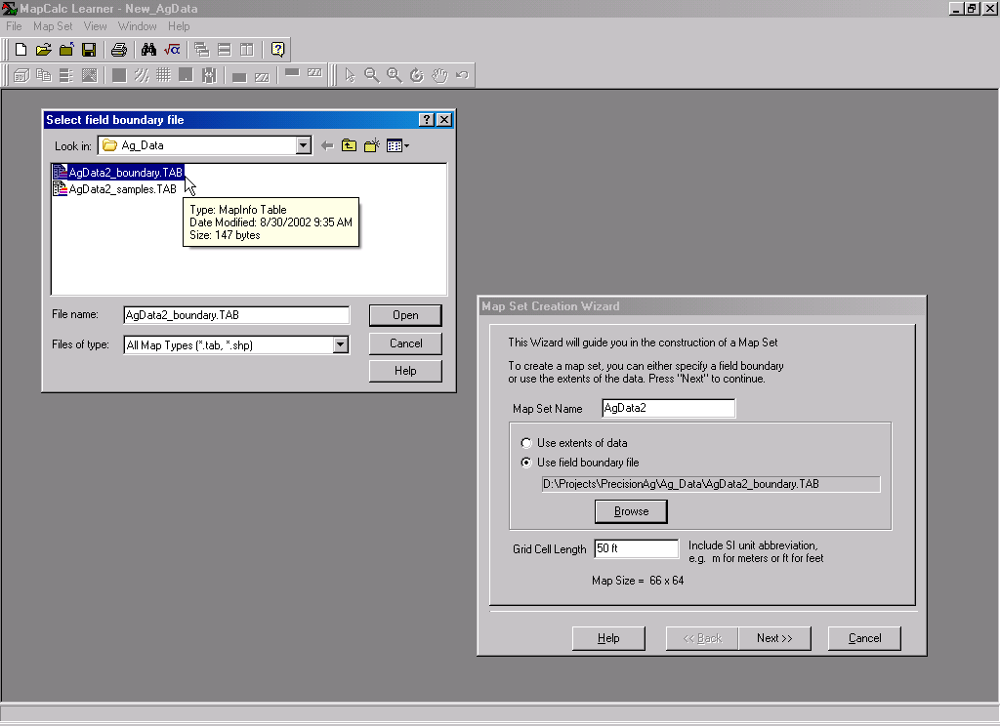 MapCalc Learner - New_AgData
File Map Set View Window Help
Select field boundary file
Look in: Ag_Data
AgData2_boundary.TAB
AgData2_samples.TAB
Type: MapInfo Table
Date Modified: 8/30/2002 9:35 AM
Size: 147 bytes
File name: AgData2_boundary.TAB Open
Files of type: All Map Types (*.tab, *.shp) Cancel
Help
Map Set Creation Wizard
This Wizard will guide you in the construction of a Map Set
To create a map set, you can either specify a field boundary
or use the extents of the data. Press "Next" to continue.
Map Set Name AgData2
Use extents of data
Use field boundary file
D:\Projects\PrecisionAg\Ag_Data\AgData2_boundary.TAB
Browse
Grid Cell Length 50 ft Include SI unit abbreviation,
e.g. m for meters or ft for feet
Map Size = 66 x 64
Help << Back Next >> Cancel